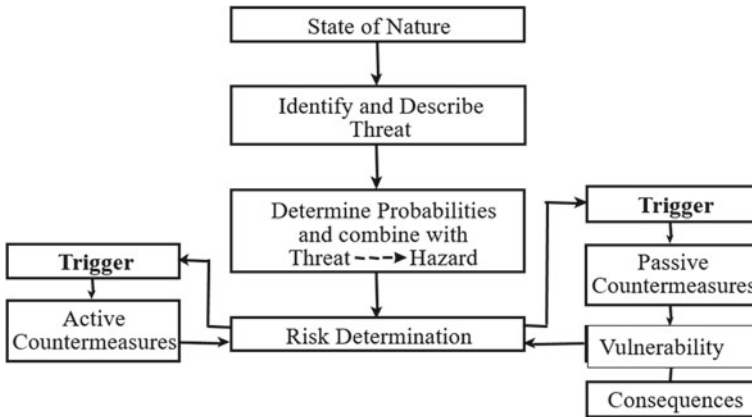 State of Nature
Identify and Describe
Threat
Determine Probabilities
and combine with
Threat Hazard
Trigger
Active
Countermeasures
Risk Determination
Trigger
Passive
Countermeasures
Vulnerability
Consequences